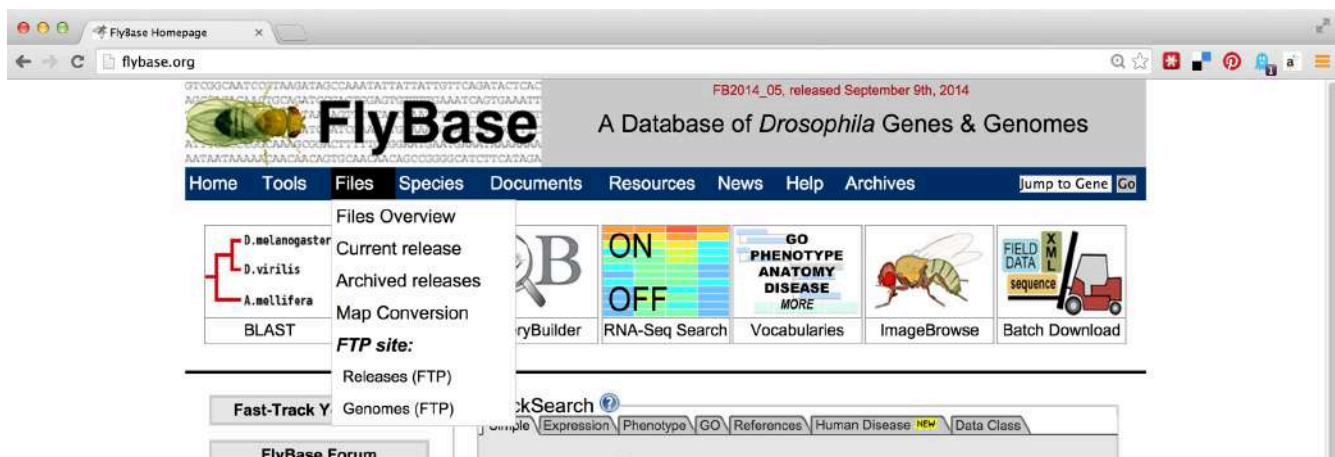 FlyBase Homepage
flybase.org
FB2014_05, released September 9th, 2014
FlyBase
A Database of Drosophila Genes & Genomes
Home Tools Files Species Documents Resources News Help Archives Jump to Gene Go
Files Overview
Current release
Archived releases
Map Conversion
FTP site:
Releases (FTP)
Genomes (FTP)
D.melanogaster
D.virilis
A.mellifera
BLAST
B
ryBuilder
ON
OFF
RNA-Seq Search
GO
PHENOTYPE
ANATOMY
DISEASE
MORE
Vocabularies
ImageBrowse
FIELD
DATA
XML
sequence
Batch Download
Fast-Track Y
FlyBase Forum
ckSearch
Simple Expression Phenotype GO References Human Disease NEW Data Class